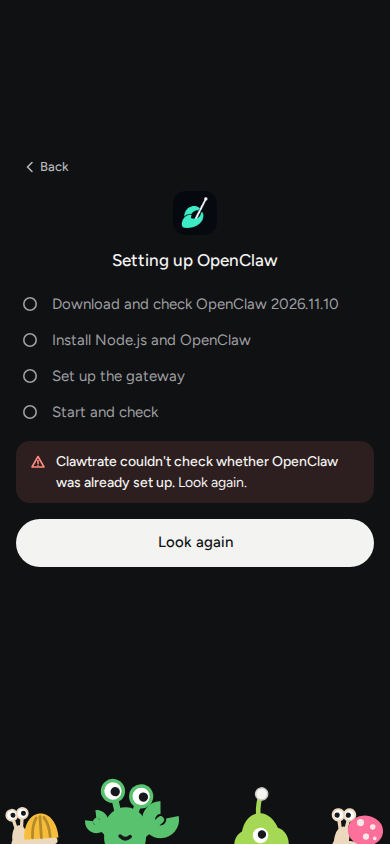 Back
Setting up OpenClaw
Download and check OpenClaw 2026.11.10
Install Node.js and OpenClaw
Set up the gateway
Start and check
Clawtrate couldn't check whether OpenClaw
was already set up. Look again.
Look again